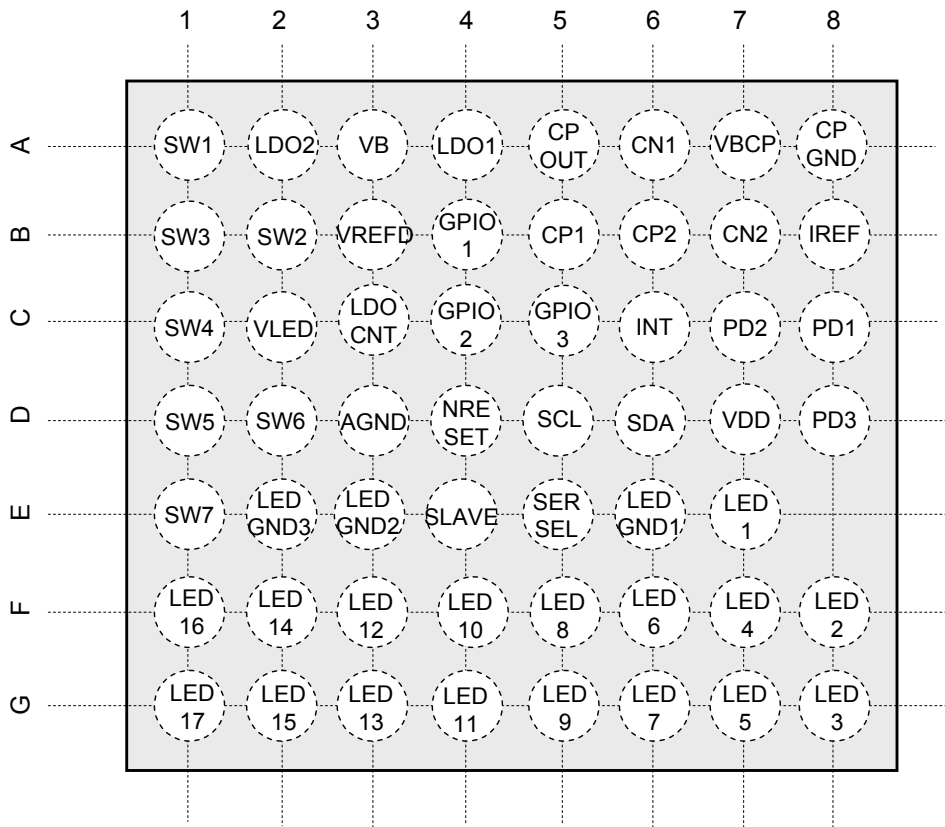 1 2 3 4 5 6 7 8
A
SW1
LDO2
VB
LDO1
CP
OUT
CN1
VBCP
CP
GND
B
SW3
SW2
VREFD
GPIO
1
CP1
CP2
CN2
IREF
C
SW4
VLED
LDO
CNT
GPIO
2
GPIO
3
INT
PD2
PD1
D
SW5
SW6
AGND
NRE
SET
SCL
SDA
VDD
PD3
E
SW7
LED
GND3
LED
GND2
SLAVE
SER
SEL
LED
GND1
LED
1
F
LED
16
LED
14
LED
12
LED
10
LED
8
LED
6
LED
4
LED
2
G
LED
17
LED
15
LED
13
LED
11
LED
9
LED
7
LED
5
LED
3